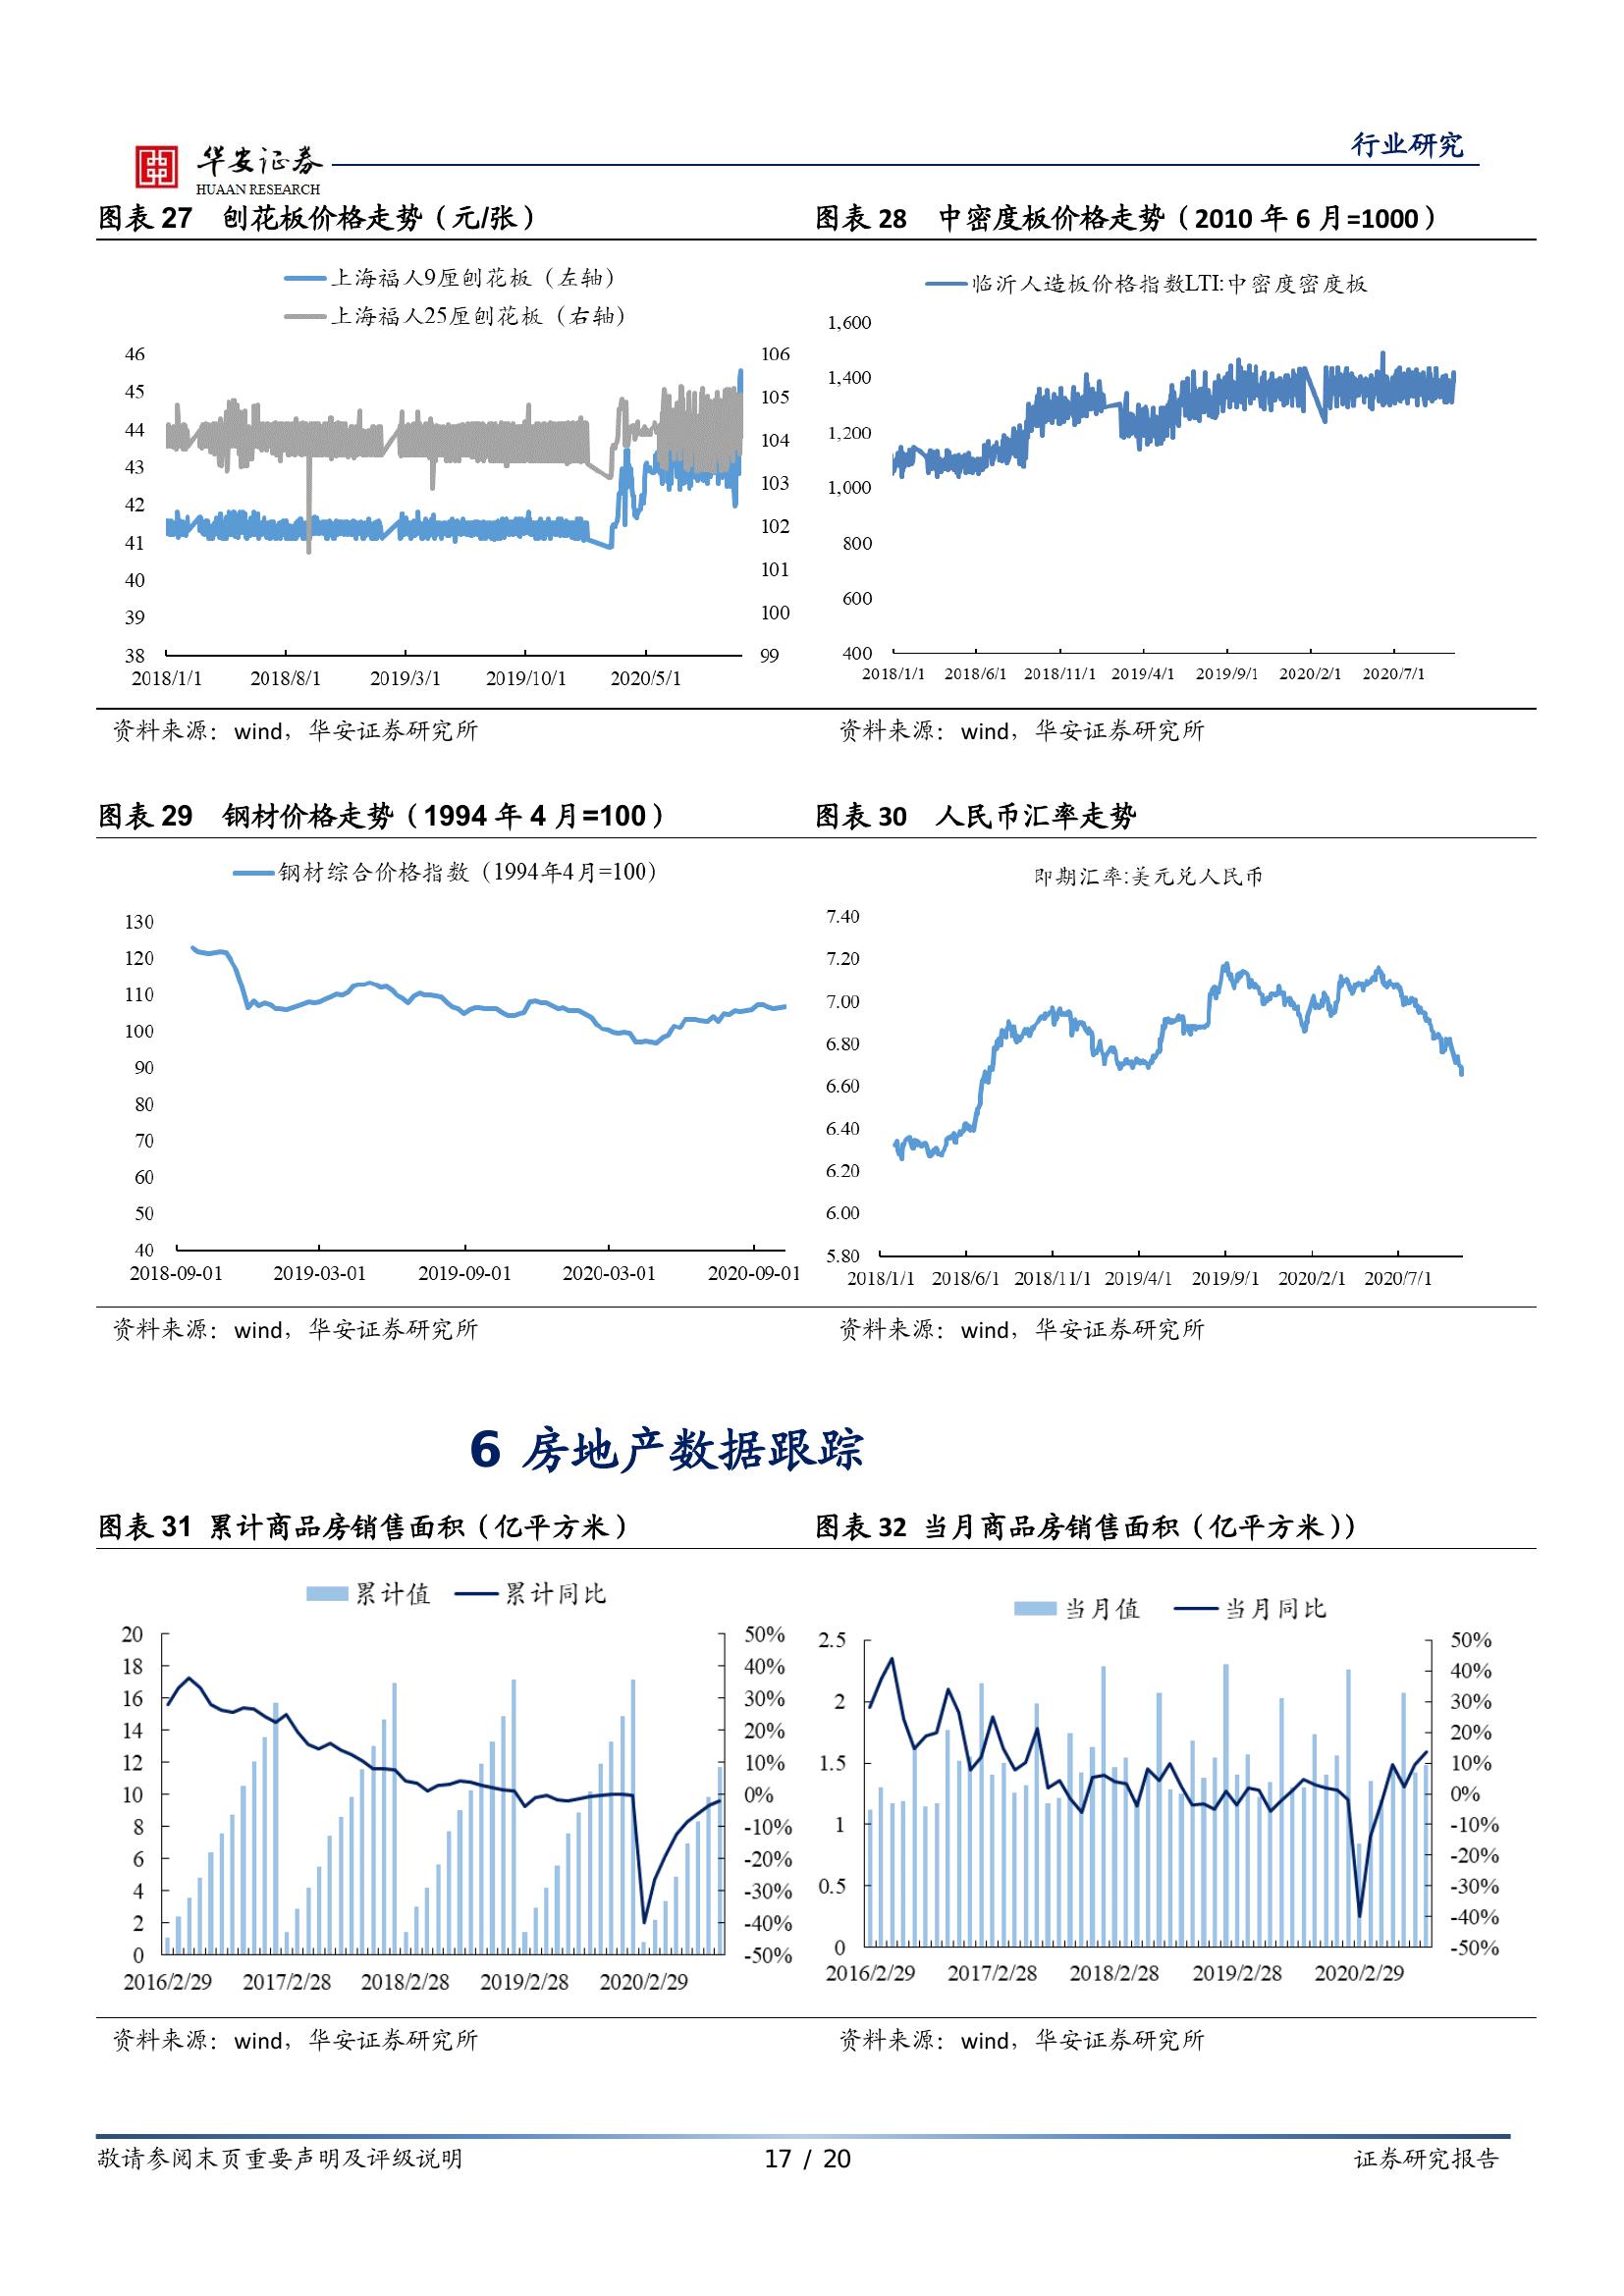 行业研究
华安证券
HUAAN RESEARCH
图表 27 刨花板价格走势（元/张）
上海福人9厘刨花板（左轴）
上海福人25厘刨花板（右轴）
46
45
44
43
42
41
40
39
38
106
105
104
103
102
101
100
99
2018/1/1 2018/8/1 2019/3/1 2019/10/1 2020/5/1
资料来源：wind，华安证券研究所
图表 28 中密度板价格走势（2010 年 6 月=1000）
临沂人造板价格指数LTI:中密度密度板
1,600
1,400
1,200
1,000
800
600
400
2018/1/1 2018/6/1 2018/11/1 2019/4/1 2019/9/1 2020/2/1 2020/7/1
资料来源：wind，华安证券研究所
图表 29 钢材价格走势（1994 年 4 月=100）
钢材综合价格指数（1994年4月=100）
130
120
110
100
90
80
70
60
50
40
2018-09-01 2019-03-01 2019-09-01 2020-03-01 2020-09-01
资料来源：wind，华安证券研究所
图表 30 人民币汇率走势
即期汇率:美元兑人民币
7.40
7.20
7.00
6.80
6.60
6.40
6.20
6.00
5.80
2018/1/1 2018/6/1 2018/11/1 2019/4/1 2019/9/1 2020/2/1 2020/7/1
资料来源：wind，华安证券研究所
6 房地产数据跟踪
图表 31 累计商品房销售面积（亿平方米）
累计值 累计同比
20
18
16
14
12
10
8
6
4
2
0
50%
40%
30%
20%
10%
0%
-10%
-20%
-30%
-40%
-50%
2016/2/29 2017/2/28 2018/2/28 2019/2/28 2020/2/29
资料来源：wind，华安证券研究所
图表 32 当月商品房销售面积（亿平方米））
当月值 当月同比
2.5
2
1.5
1
0.5
0
50%
40%
30%
20%
10%
0%
-10%
-20%
-30%
-40%
-50%
2016/2/29 2017/2/28 2018/2/28 2019/2/28 2020/2/29
资料来源：wind，华安证券研究所
敬请参阅末页重要声明及评级说明 17 / 20 证券研究报告